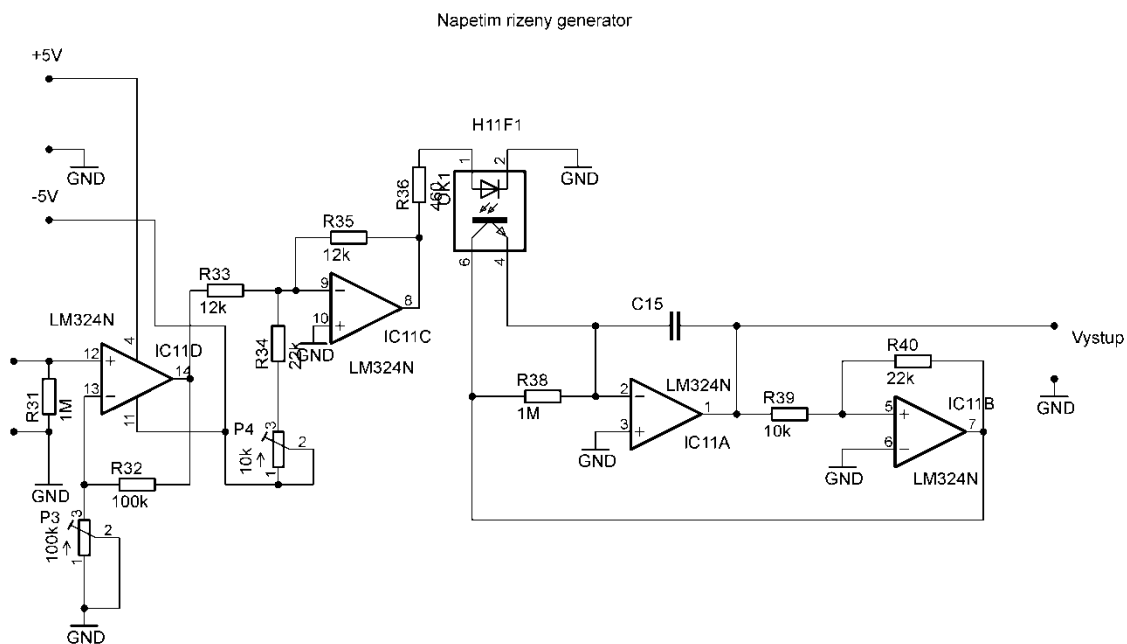 Napetim rizeny generator
+5V
GND
-5V
H11F1
1
2
GND
OK1
6
4
R36
460
R35
12k
R33
12k
9
10
8
GND
IC11C
LM324N
R34
22k
LM324N
IC11D
4
12
13
14
11
R31
1M
GND
R32
100k
P3
100k
3
2
1
GND
P4
10k
3
2
1
C15
Vystup
GND
R38
1M
LM324N
2
3
1
IC11A
GND
R39
10k
R40
22k
IC11B
5
6
7
LM324N
GND